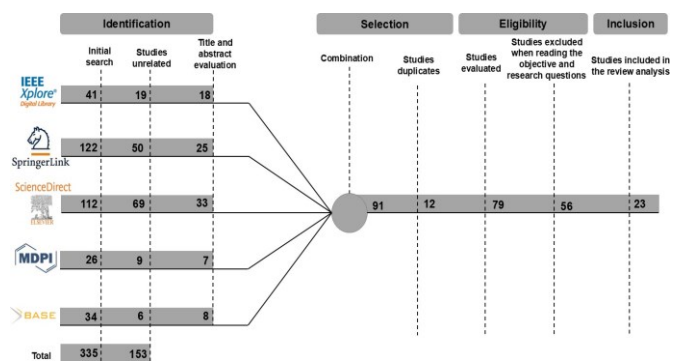 Identification
Selection
Eligibility
Inclusion
Initial
search
Studies
unrelated
Title and
abstract
evaluation
Combination
Studies
duplicates
Studies
evaluated
Studies excluded
when reading the
objective and
research questions
Studies included in
the review analysis
IEEE
Xplore®
Digital Library
41 19 18
SpringerLink
122 50 25
ScienceDirect
ELSEVIER
112 69 33
91 12 79 56 23
MDPI
26 9 7
BASE
34 6 8
Total 335 153